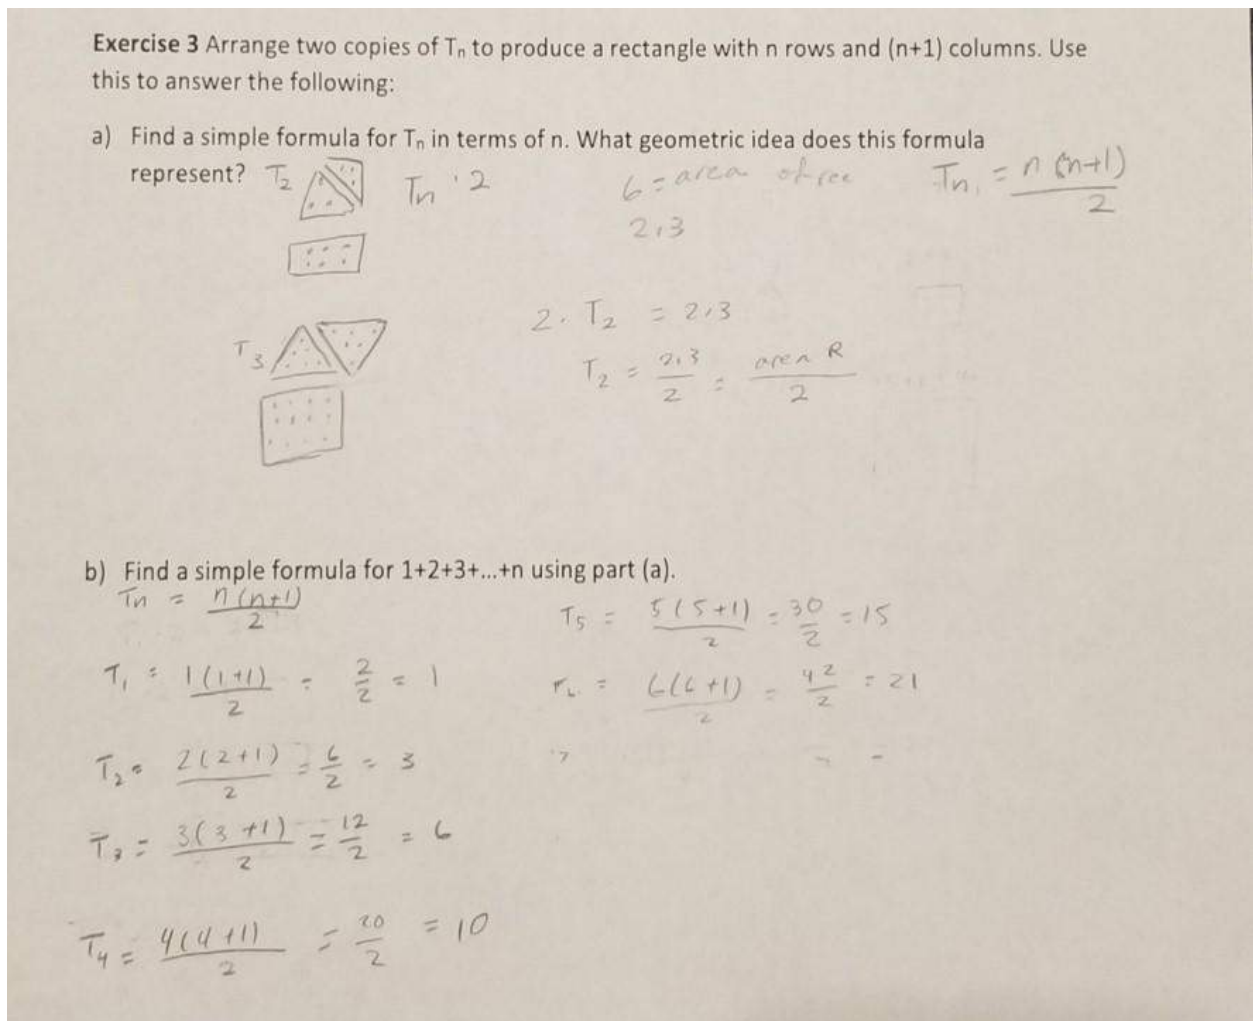 Exercise 3 Arrange two copies of Tₙ to produce a rectangle with n rows and (n+1) columns. Use
this to answer the following:
a) Find a simple formula for Tₙ in terms of n. What geometric idea does this formula
represent? T₂ Tₙ · 2 6 = area of rec Tₙ = n(n+1)/2
2·3
2 · T₂ = 2·3
T₃ T₂ = 2·3/2 = area R/2
b) Find a simple formula for 1+2+3+...+n using part (a).
Tₙ = n(n+1)/2 T₅ = 5(5+1)/2 = 30/2 = 15
T₁ = 1(1+1)/2 = 2/2 = 1 T₆ = 6(6+1)/2 = 42/2 = 21
T₂ = 2(2+1)/2 = 6/2 = 3
T₃ = 3(3+1)/2 = 12/2 = 6
T₄ = 4(4+1)/2 = 20/2 = 10